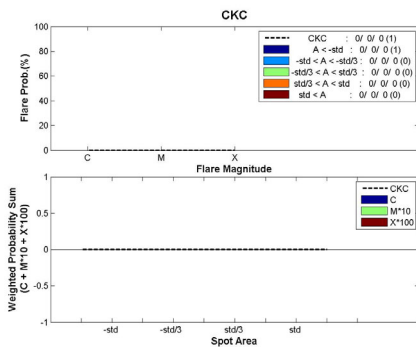 CKC
100
80
60
40
20
0
Flare Prob.(%)
CKC : 0/ 0/ 0 (1)
A < -std : 0/ 0/ 0 (1)
-std < A < -std/3 : 0/ 0/ 0 (0)
-std/3 < A < std/3 : 0/ 0/ 0 (0)
std/3 < A < std : 0/ 0/ 0 (0)
std < A : 0/ 0/ 0 (0)
C M X
Flare Magnitude
1
0.5
0
-0.5
-1
Weighted Probability Sum
(C + M*10 + X*100)
CKC
C
M*10
X*100
-std -std/3 std/3 std
Spot Area